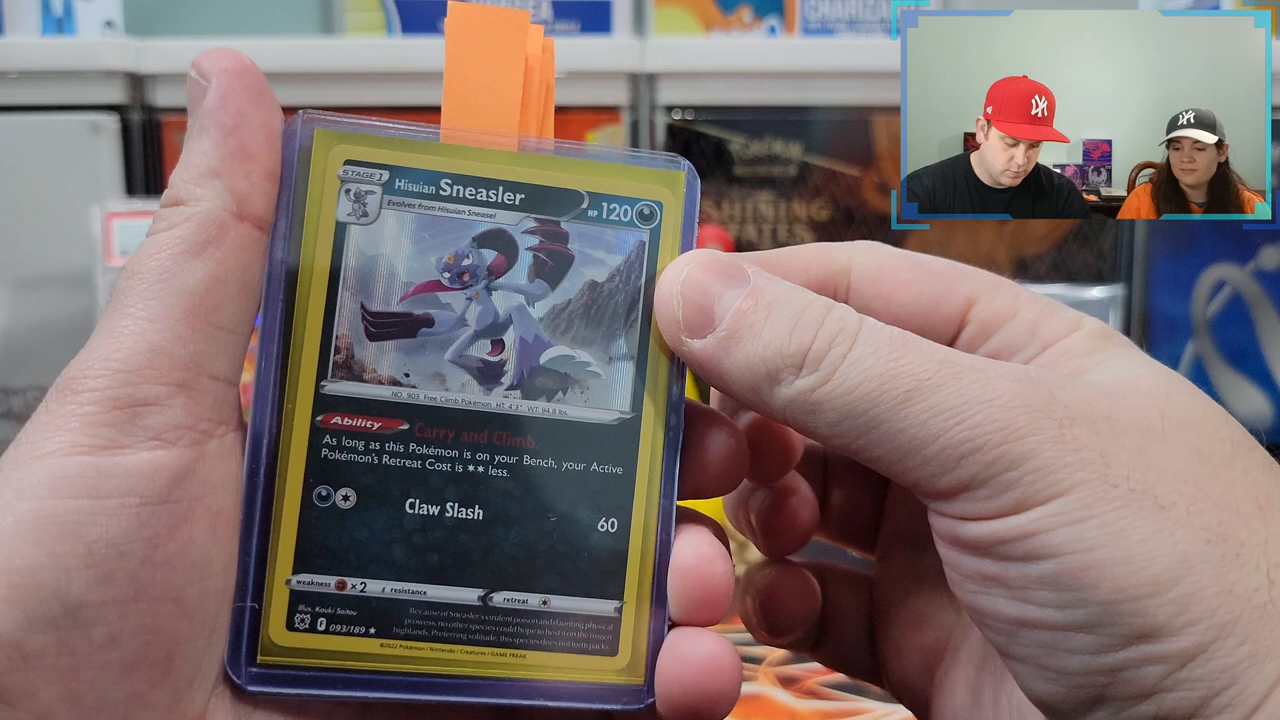 CHARIZA
SHINING
STAGE 1
Hisuian Sneasler
HP 120
Evolves from Hisuian Sneasel
NO. 903 Free Climb Pokémon HT: 4'3" WT: 94.8 lbs.
Ability Carry and Climb
As long as this Pokémon is on your Bench, your Active
Pokémon's Retreat Cost is ✶✶ less.
Claw Slash 60
weakness ×2 resistance retreat
Illus. Kouki Saitou
F 093/189 ★
Because of Sneasler's virulent poison and daunting physical
prowess, no other species could hope to best it on the frozen
highlands. Preferring solitude, this species does not form packs.
©2022 Pokémon / Nintendo / Creatures / GAME FREAK